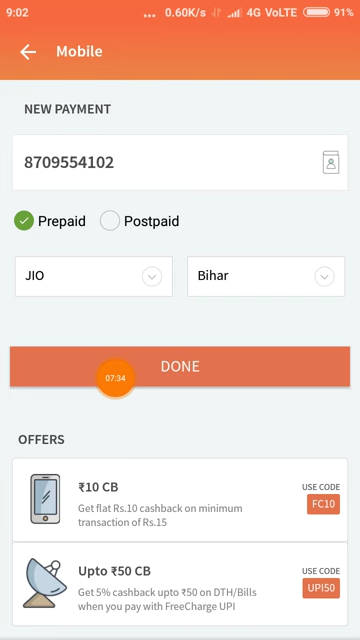 9:02 ... 0.60K/s 4G VoLTE 91%
Mobile
NEW PAYMENT
8709554102
Prepaid Postpaid
JIO Bihar
DONE
07:34
OFFERS
₹10 CB USE CODE
Get flat Rs.10 cashback on minimum FC10
transaction of Rs.15
Upto ₹50 CB USE CODE
Get 5% cashback upto ₹50 on DTH/Bills UPI50
when you pay with FreeCharge UPI